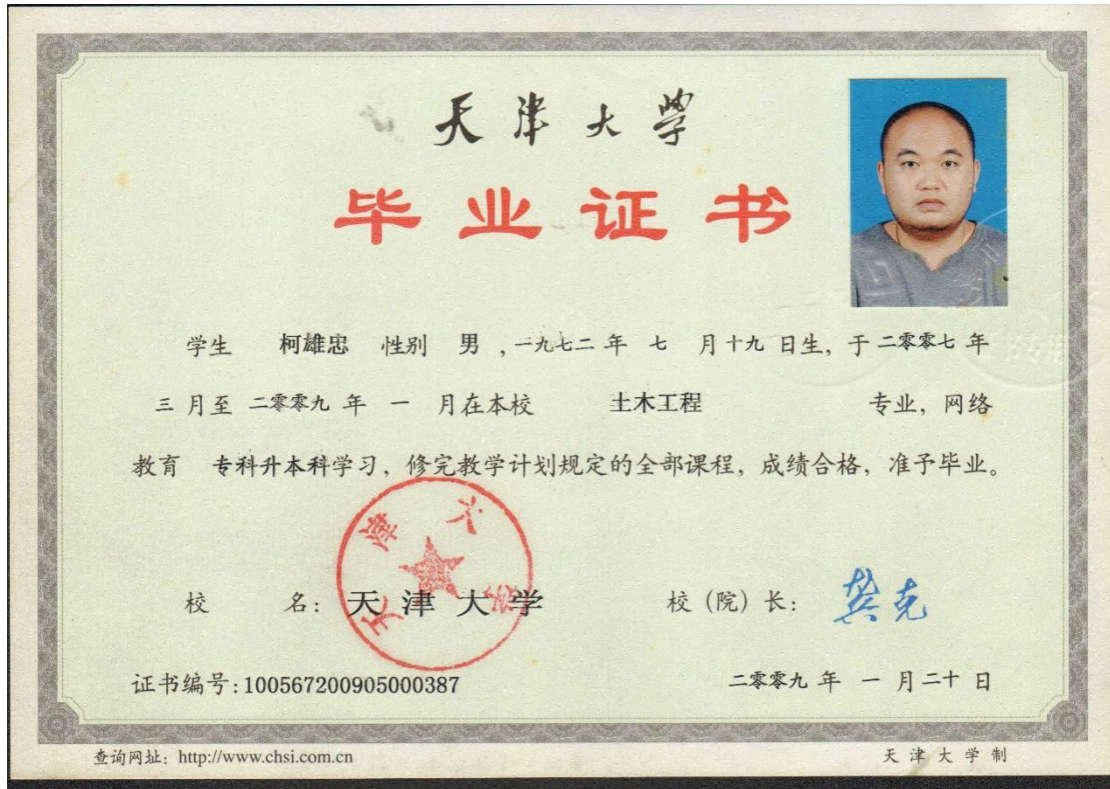 天津大学
毕业证书
学生 柯雄忠 性别 男 ,一九七二 年 七 月十九 日生, 于二零零七 年
三 月至 二零零九 年 一 月在本校 土木工程 专业, 网络
教育 专科升本科学习, 修完教学计划规定的全部课程, 成绩合格, 准予毕业。
天津大学
校 名: 天津大学 校 (院) 长: 龚克
证书编号:100567200905000387 二零零九 年 一 月二十 日
查询网址: http://www.chsi.com.cn 天津大学制